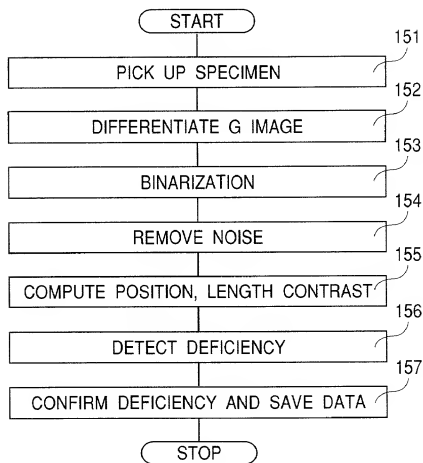 START
151
PICK UP SPECIMEN
152
DIFFERENTIATE G IMAGE
153
BINARIZATION
154
REMOVE NOISE
155
COMPUTE POSITION, LENGTH CONTRAST
156
DETECT DEFICIENCY
157
CONFIRM DEFICIENCY AND SAVE DATA
STOP